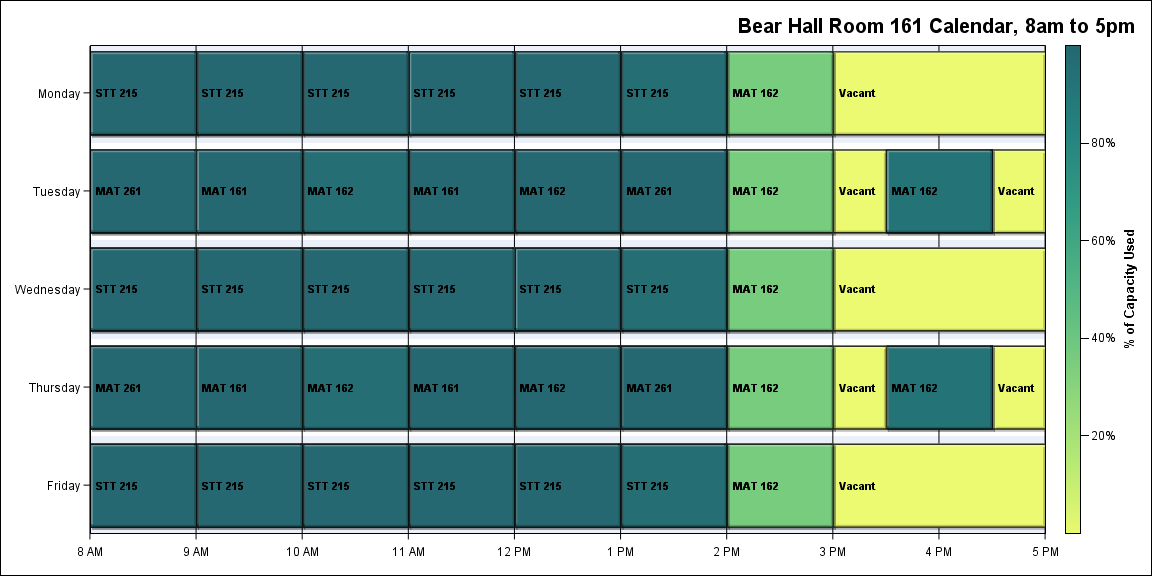 Bear Hall Room 161 Calendar, 8am to 5pm
Monday STT 215 STT 215 STT 215 STT 215 STT 215 STT 215 MAT 162 Vacant
80%
Tuesday MAT 261 MAT 161 MAT 162 MAT 161 MAT 162 MAT 261 MAT 162 Vacant MAT 162 Vacant
60%
Wednesday STT 215 STT 215 STT 215 STT 215 STT 215 STT 215 MAT 162 Vacant
% of Capacity Used
40%
Thursday MAT 261 MAT 161 MAT 162 MAT 161 MAT 162 MAT 261 MAT 162 Vacant MAT 162 Vacant
20%
Friday STT 215 STT 215 STT 215 STT 215 STT 215 STT 215 MAT 162 Vacant
8 AM 9 AM 10 AM 11 AM 12 PM 1 PM 2 PM 3 PM 4 PM 5 PM